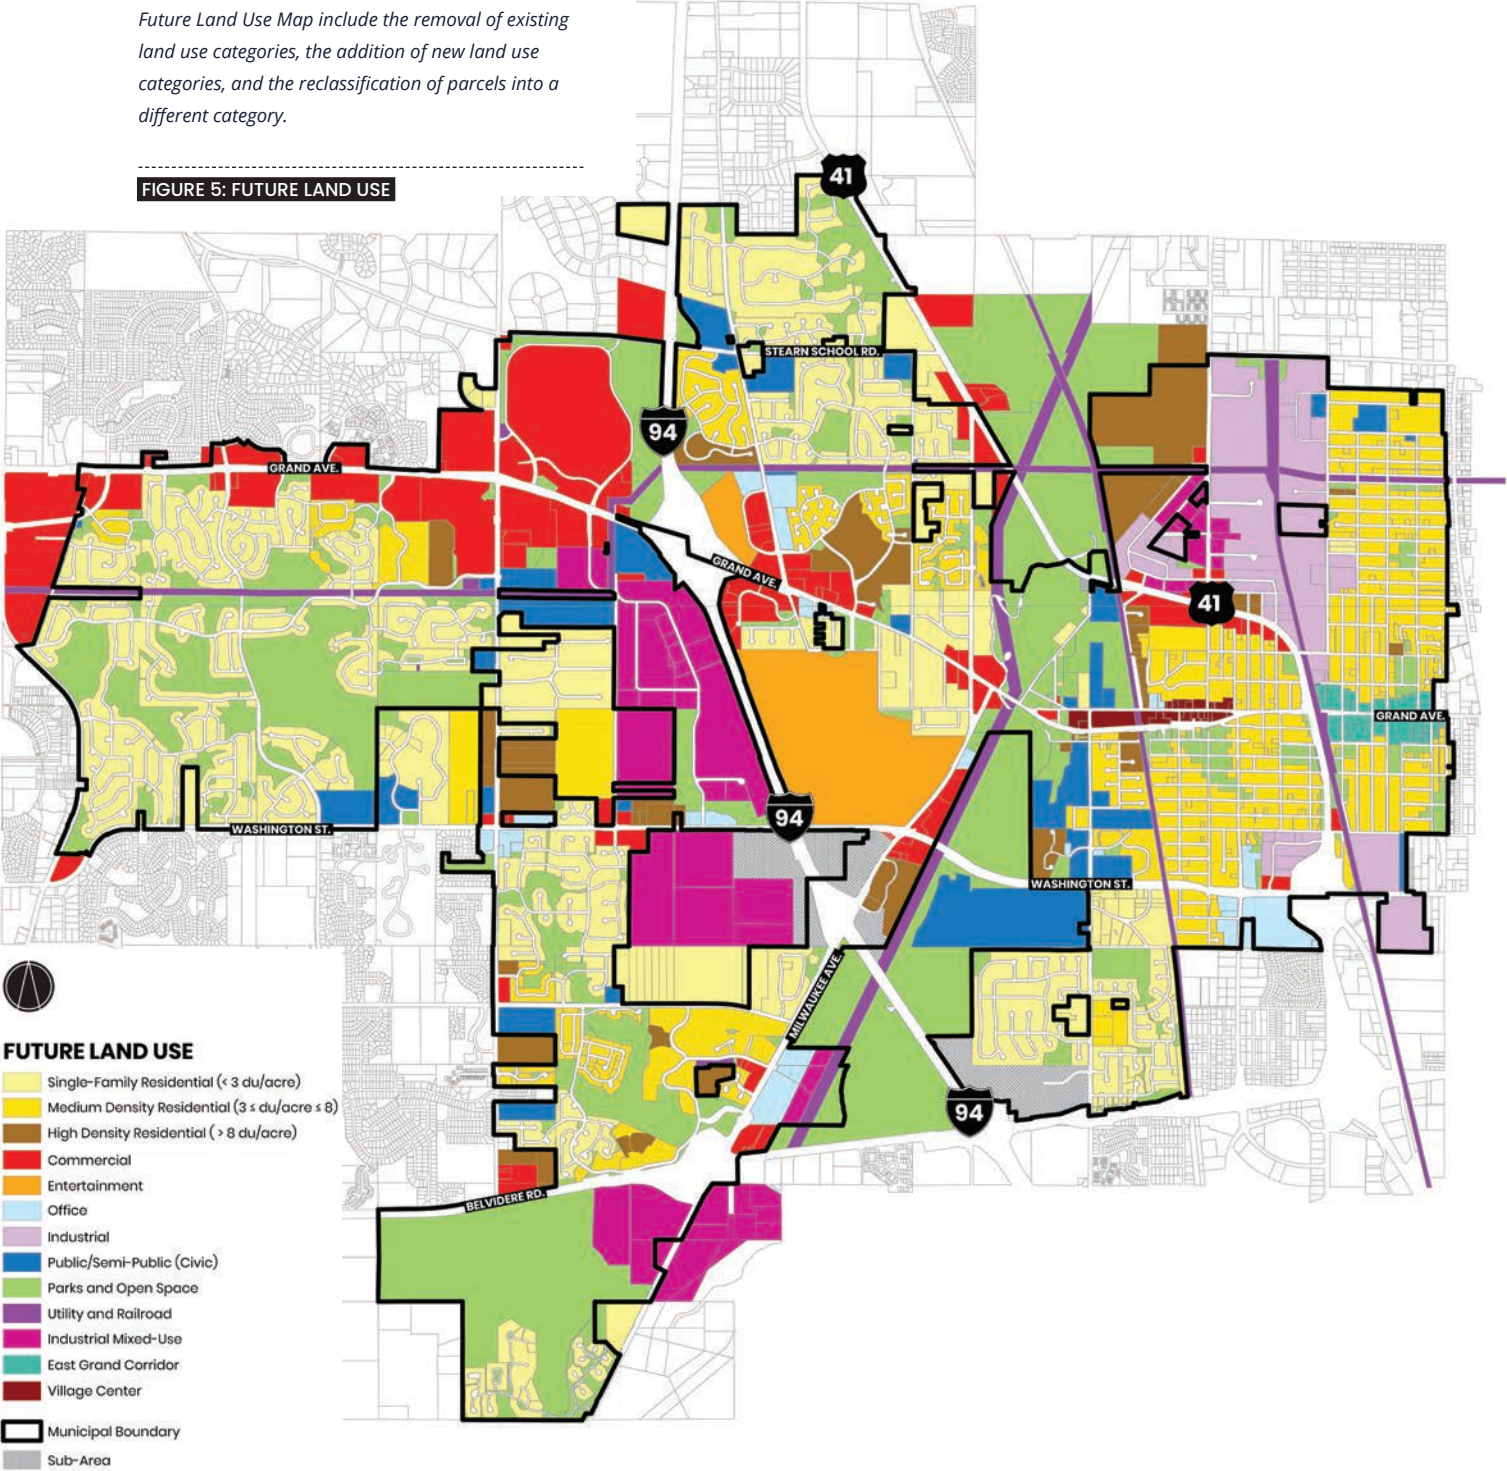 Future Land Use Map include the removal of existing
land use categories, the addition of new land use
categories, and the reclassification of parcels into a
different category.
FIGURE 5: FUTURE LAND USE
41
STEARN SCHOOL RD.
94
GRAND AVE.
GRAND AVE.
41
GRAND AVE.
94
WASHINGTON ST.
WASHINGTON ST.
MILWAUKEE AVE.
94
BELVIDERE RD.
FUTURE LAND USE
Single-Family Residential (< 3 du/acre)
Medium Density Residential (3 ≤ du/acre ≤ 8)
High Density Residential ( > 8 du/acre)
Commercial
Entertainment
Office
Industrial
Public/Semi-Public (Civic)
Parks and Open Space
Utility and Railroad
Industrial Mixed-Use
East Grand Corridor
Village Center
Municipal Boundary
Sub-Area